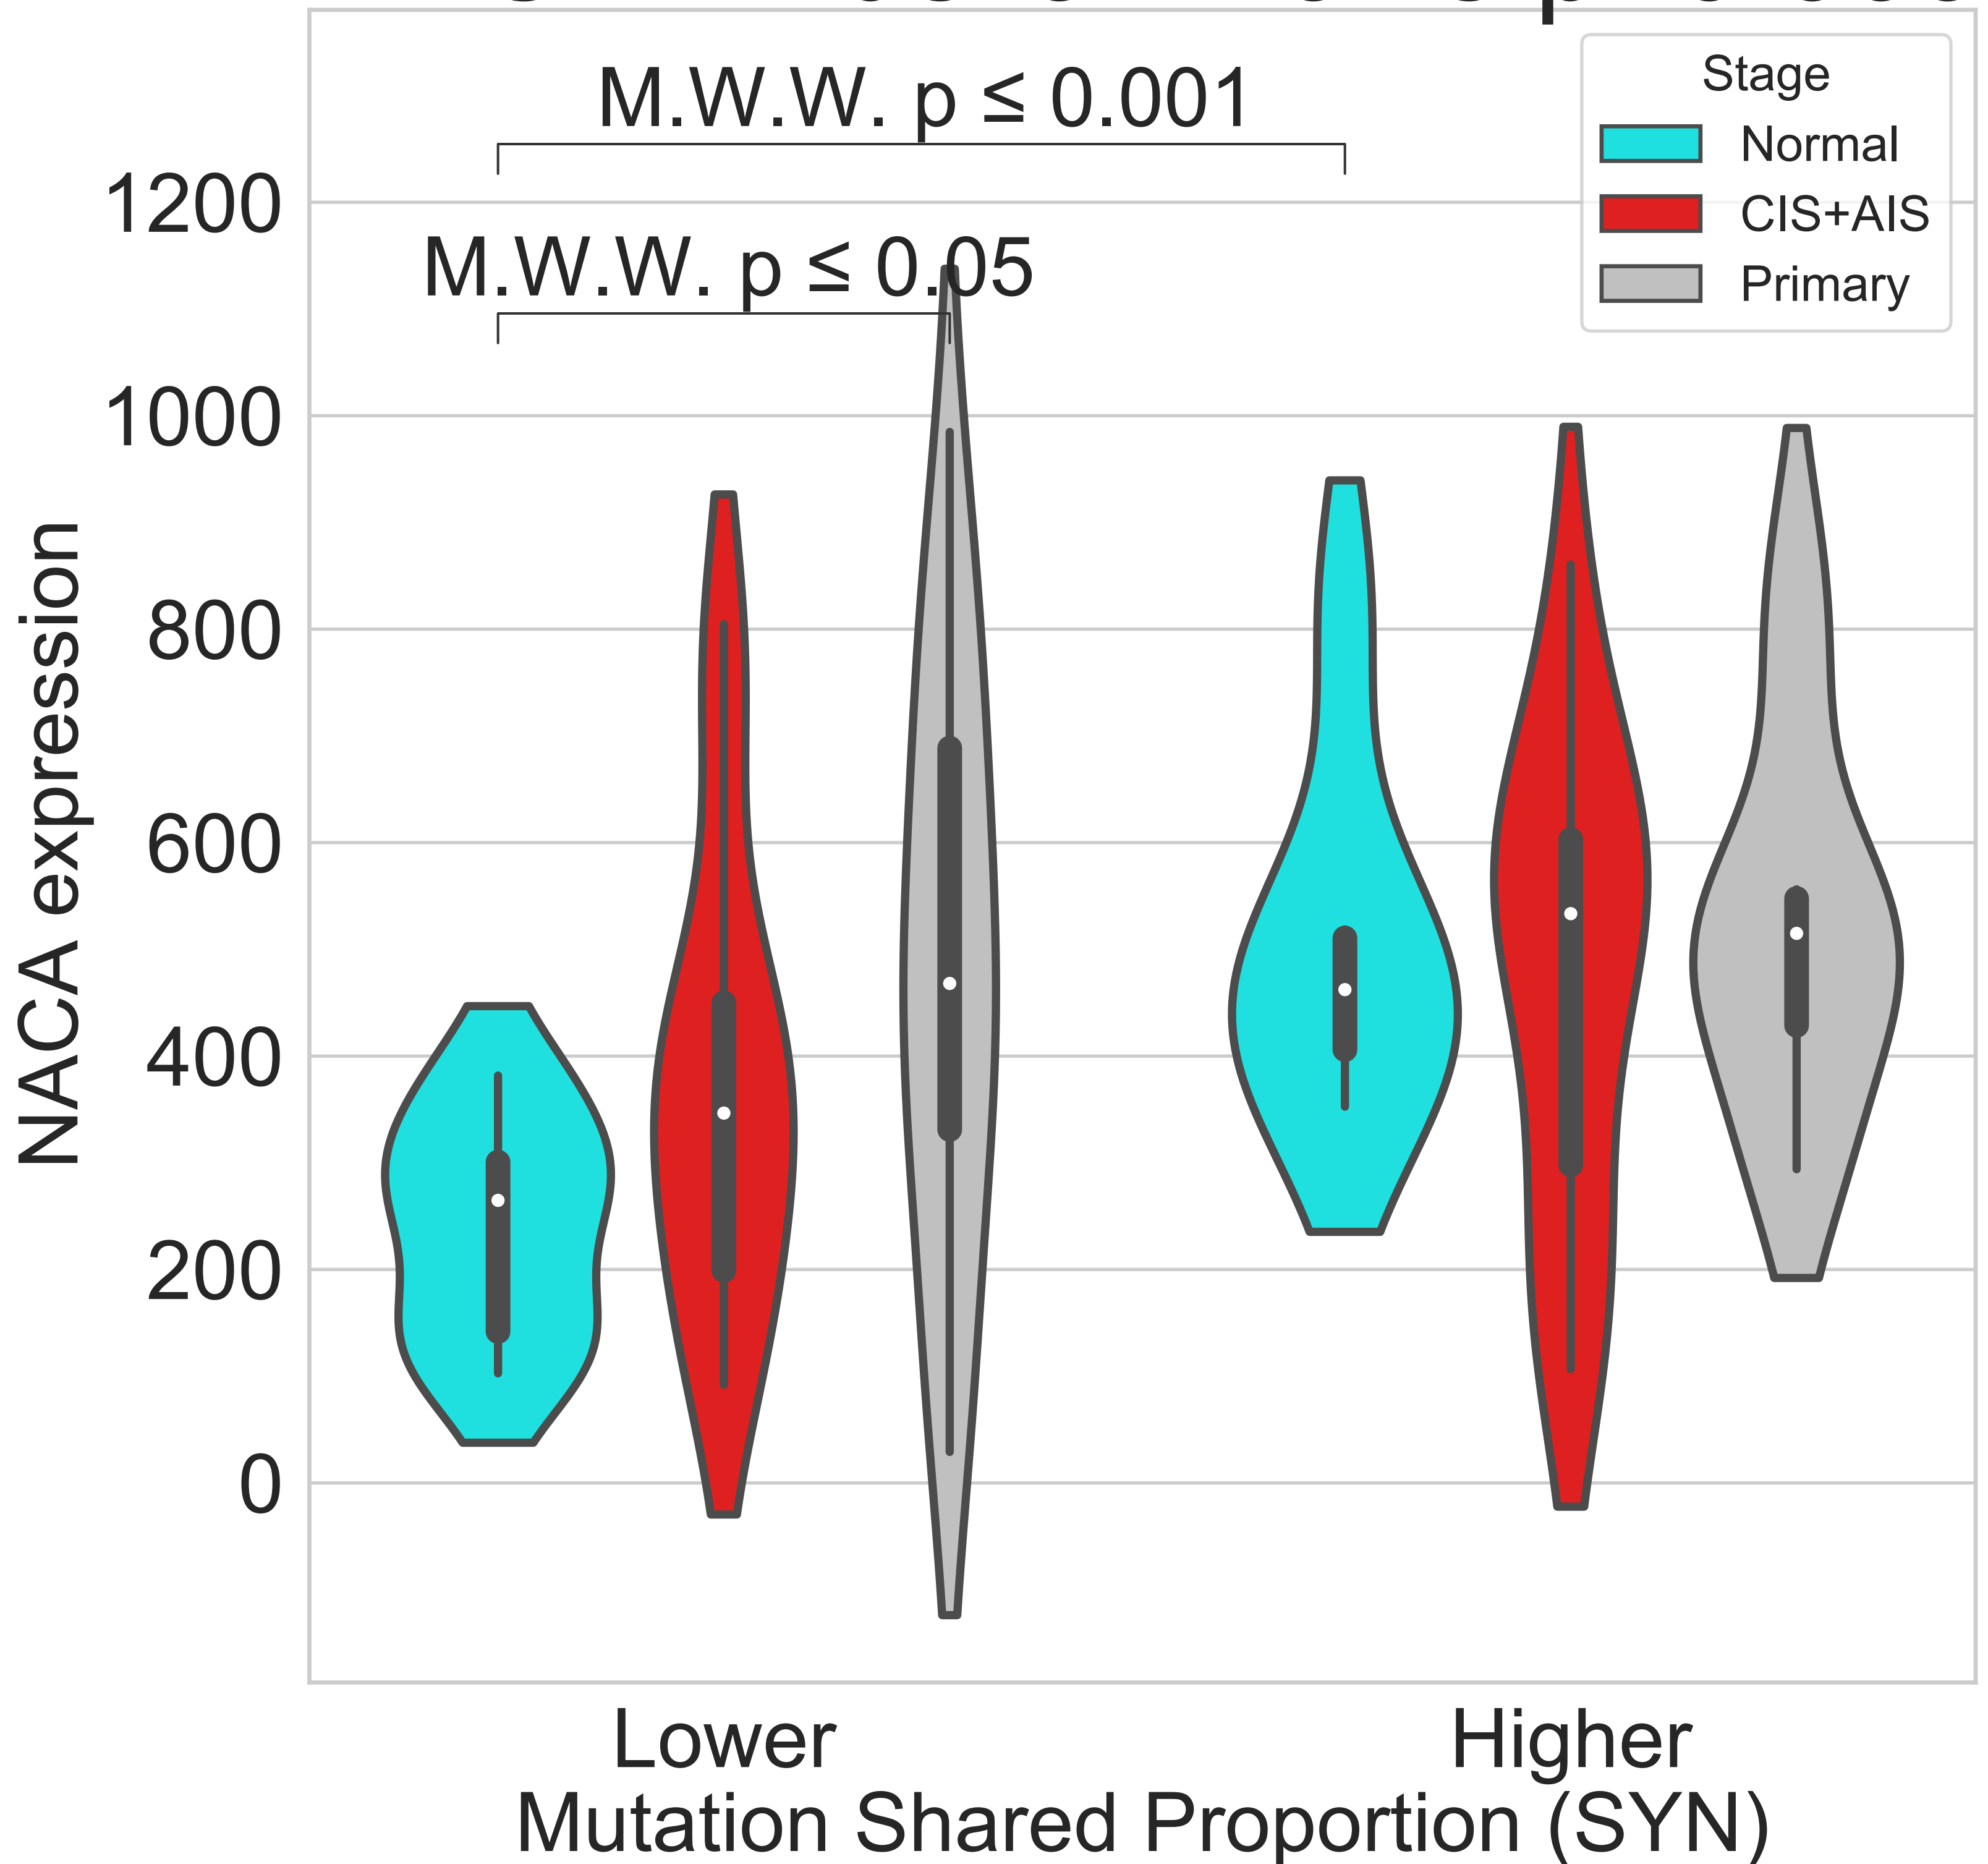 M.W.W. p ≤ 0.001
M.W.W. p ≤ 0.05
Stage
Normal
CIS+AIS
Primary
1200
1000
800
600
400
200
0
NACA expression
Lower
Higher
Mutation Shared Proportion (SYN)